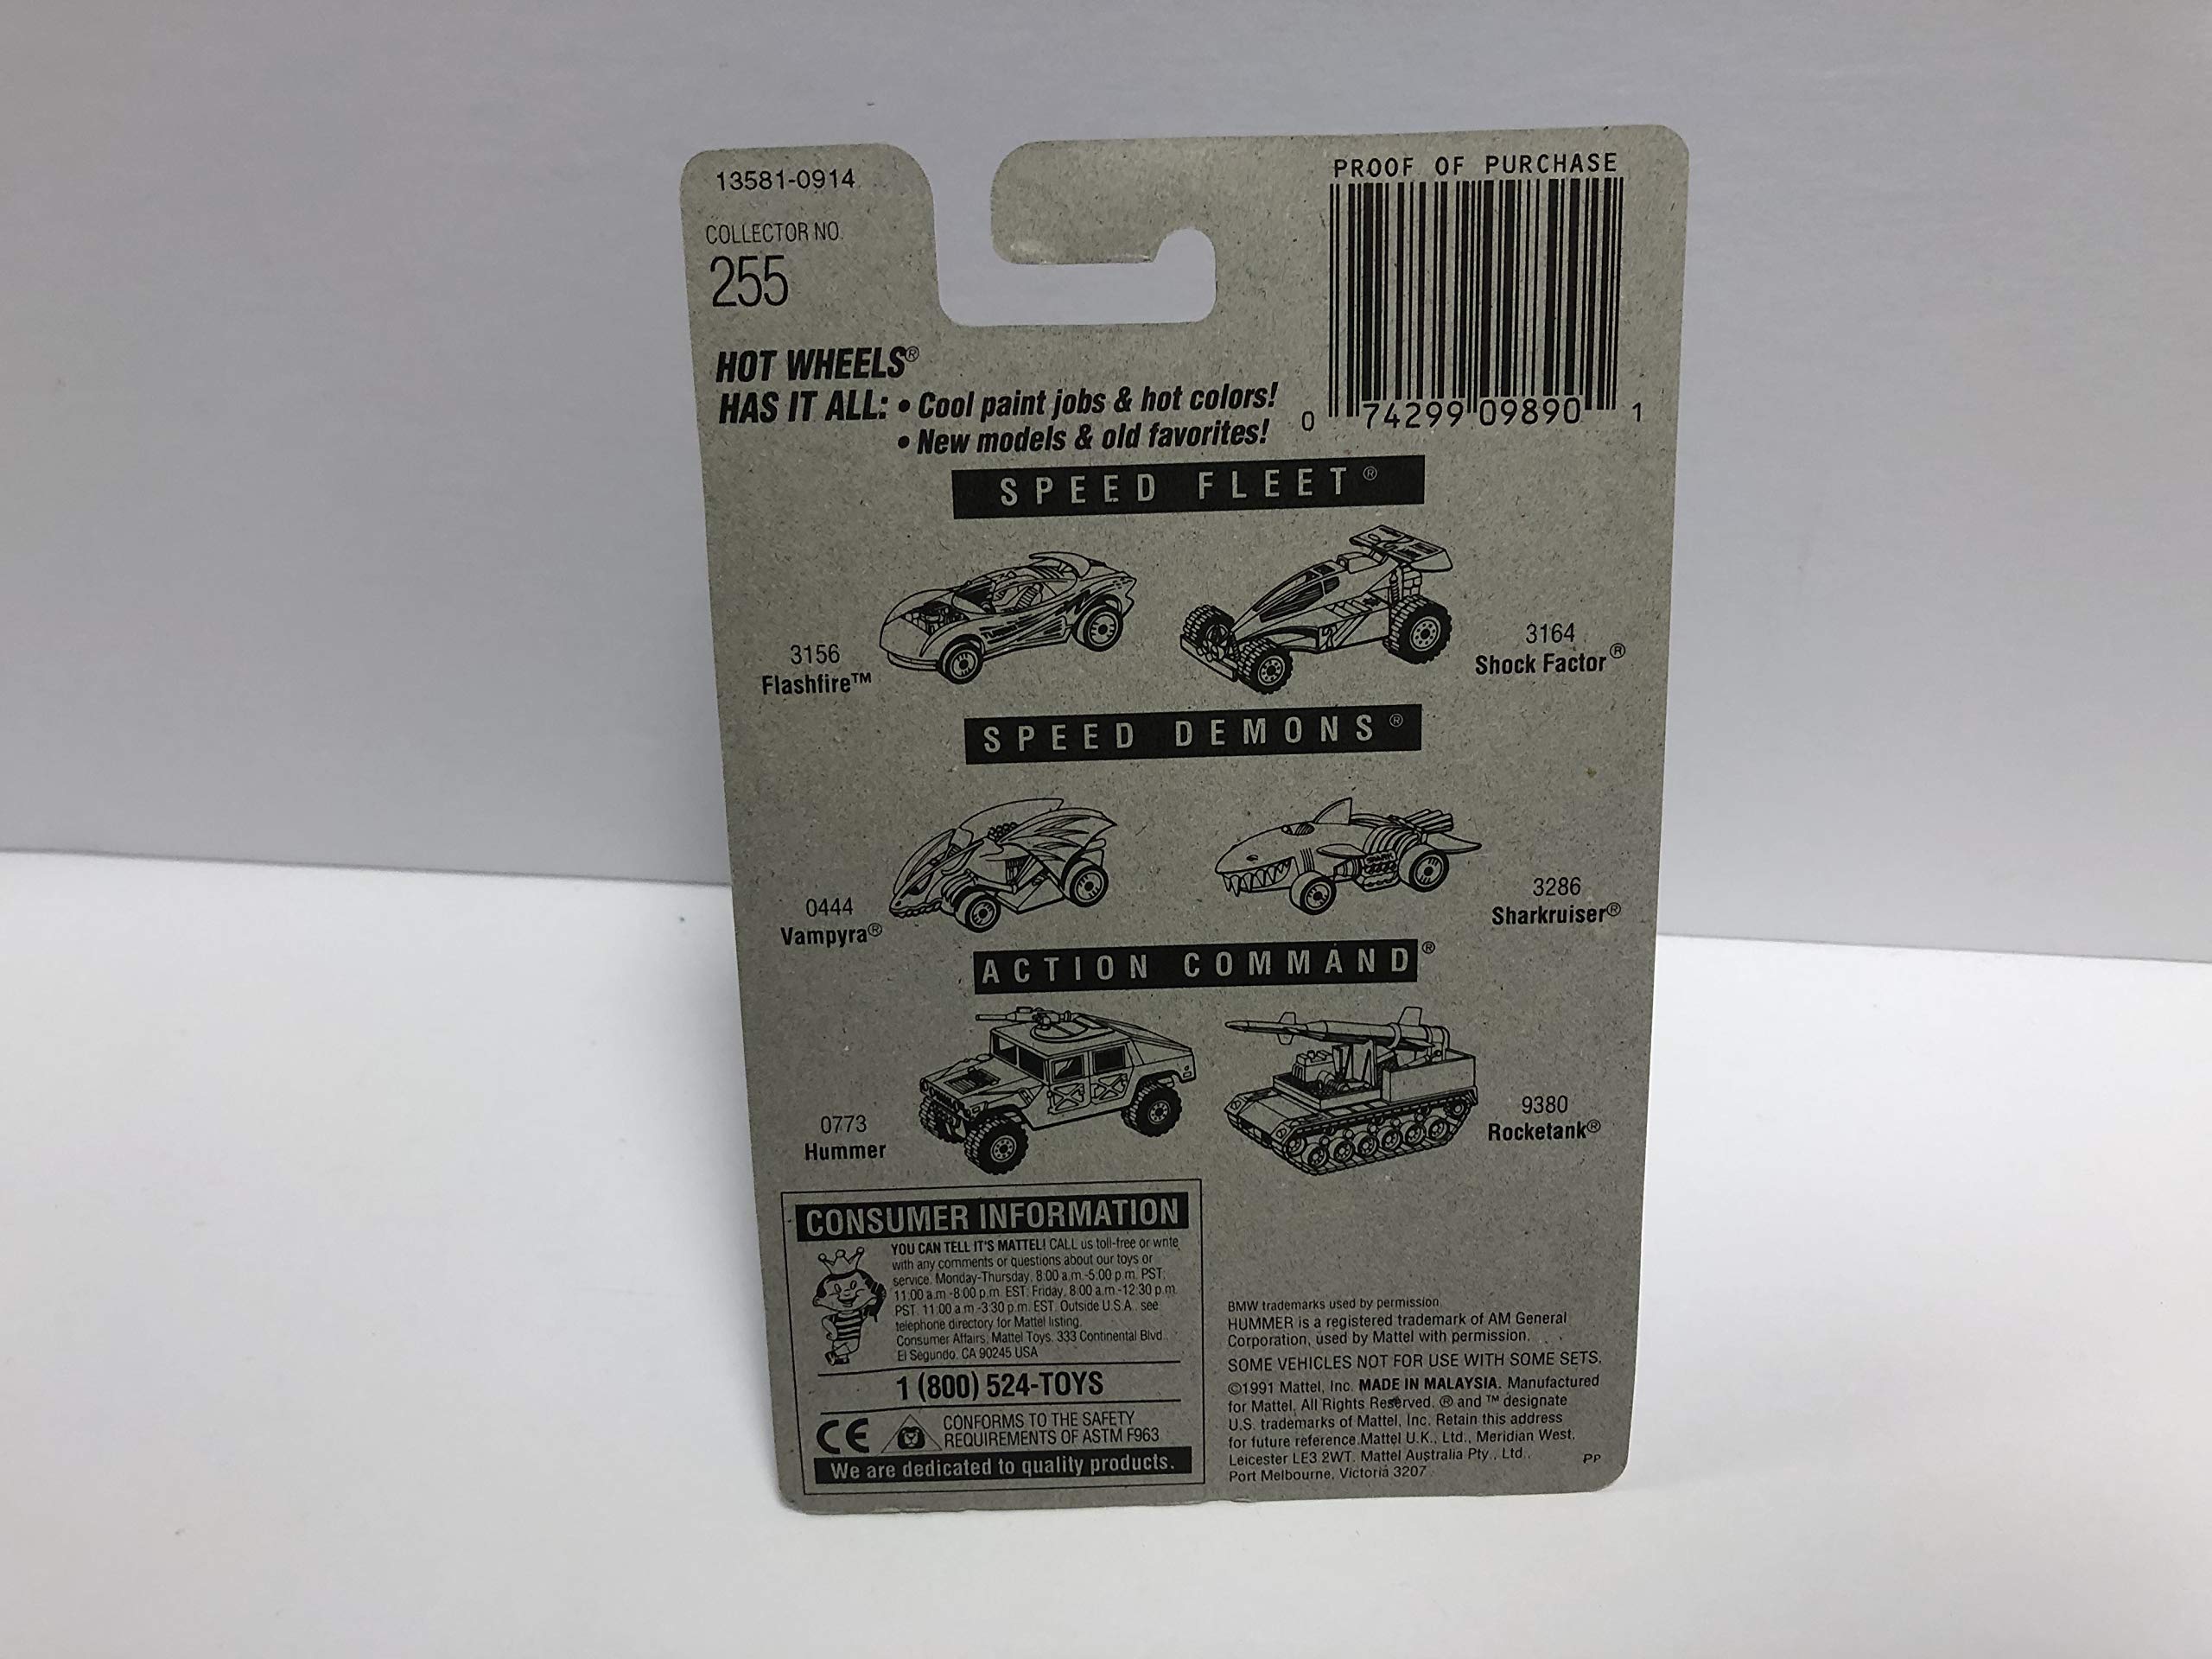 13581-0914
COLLECTOR NO.
255
PROOF OF PURCHASE
0 74299 09890 1
HOT WHEELS®
HAS IT ALL: • Cool paint jobs & hot colors!
• New models & old favorites!
SPEED FLEET®
3156
Flashfire™
3164
Shock Factor®
SPEED DEMONS®
0444
Vampyra®
3286
Sharkruiser®
ACTION COMMAND®
0773
Hummer
9380
Rocketank®
CONSUMER INFORMATION
YOU CAN TELL IT'S MATTEL! CALL us toll-free or write
with any comments or questions about our toys or
service. Monday-Thursday, 8:00 a.m.-5:00 p.m. PST.
11:00 a.m.-8:00 p.m. EST. Friday, 8:00 a.m.-12:30 p.m.
PST. 11:00 a.m.-3:30 p.m. EST. Outside U.S.A. see
telephone directory for Mattel listing.
Consumer Affairs, Mattel Toys, 333 Continental Blvd.
El Segundo, CA 90245 USA
1 (800) 524-TOYS
CE
CONFORMS TO THE SAFETY
REQUIREMENTS OF ASTM F963
We are dedicated to quality products.
BMW trademarks used by permission.
HUMMER is a registered trademark of AM General
Corporation, used by Mattel with permission.
SOME VEHICLES NOT FOR USE WITH SOME SETS.
©1991 Mattel, Inc. MADE IN MALAYSIA. Manufactured
for Mattel. All Rights Reserved. ® and ™ designate
U.S. trademarks of Mattel, Inc. Retain this address
for future reference.Mattel U.K., Ltd., Meridian West,
Leicester LE3 2WT. Mattel Australia Pty., Ltd.,
Port Melbourne, Victoria 3207
PP